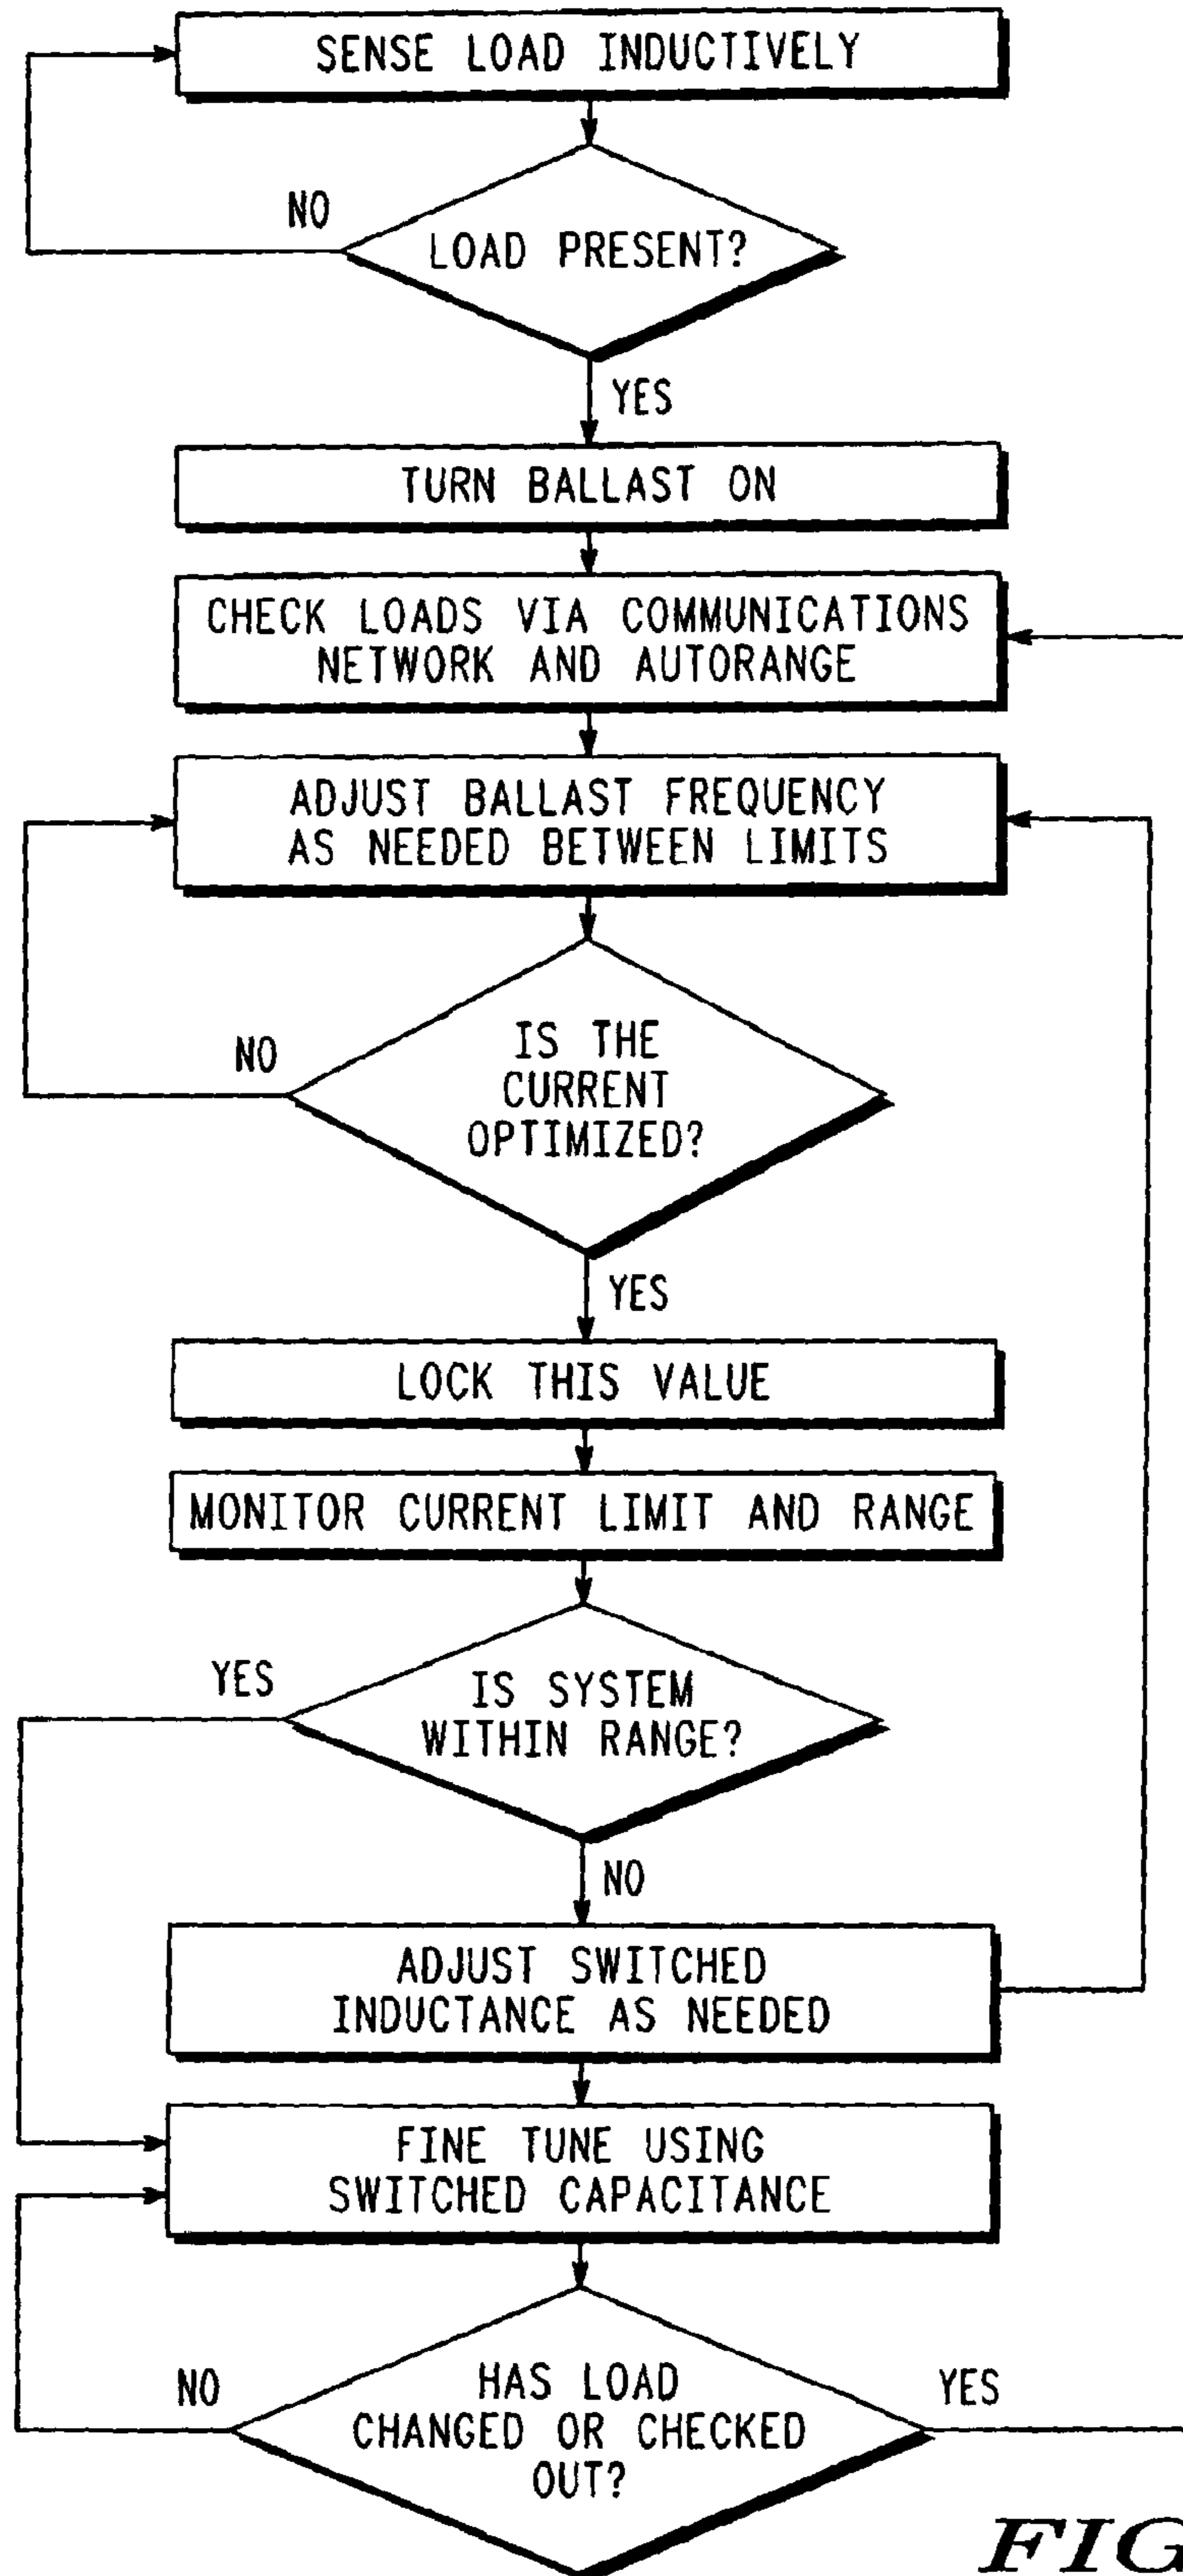 SENSE LOAD INDUCTIVELY
NO
LOAD PRESENT?
YES
TURN BALLAST ON
CHECK LOADS VIA COMMUNICATIONS
NETWORK AND AUTORANGE
ADJUST BALLAST FREQUENCY
AS NEEDED BETWEEN LIMITS
NO
IS THE
CURRENT
OPTIMIZED?
YES
LOCK THIS VALUE
MONITOR CURRENT LIMIT AND RANGE
YES
IS SYSTEM
WITHIN RANGE?
NO
ADJUST SWITCHED
INDUCTANCE AS NEEDED
FINE TUNE USING
SWITCHED CAPACITANCE
NO
HAS LOAD
CHANGED OR CHECKED
OUT?
YES
FIG